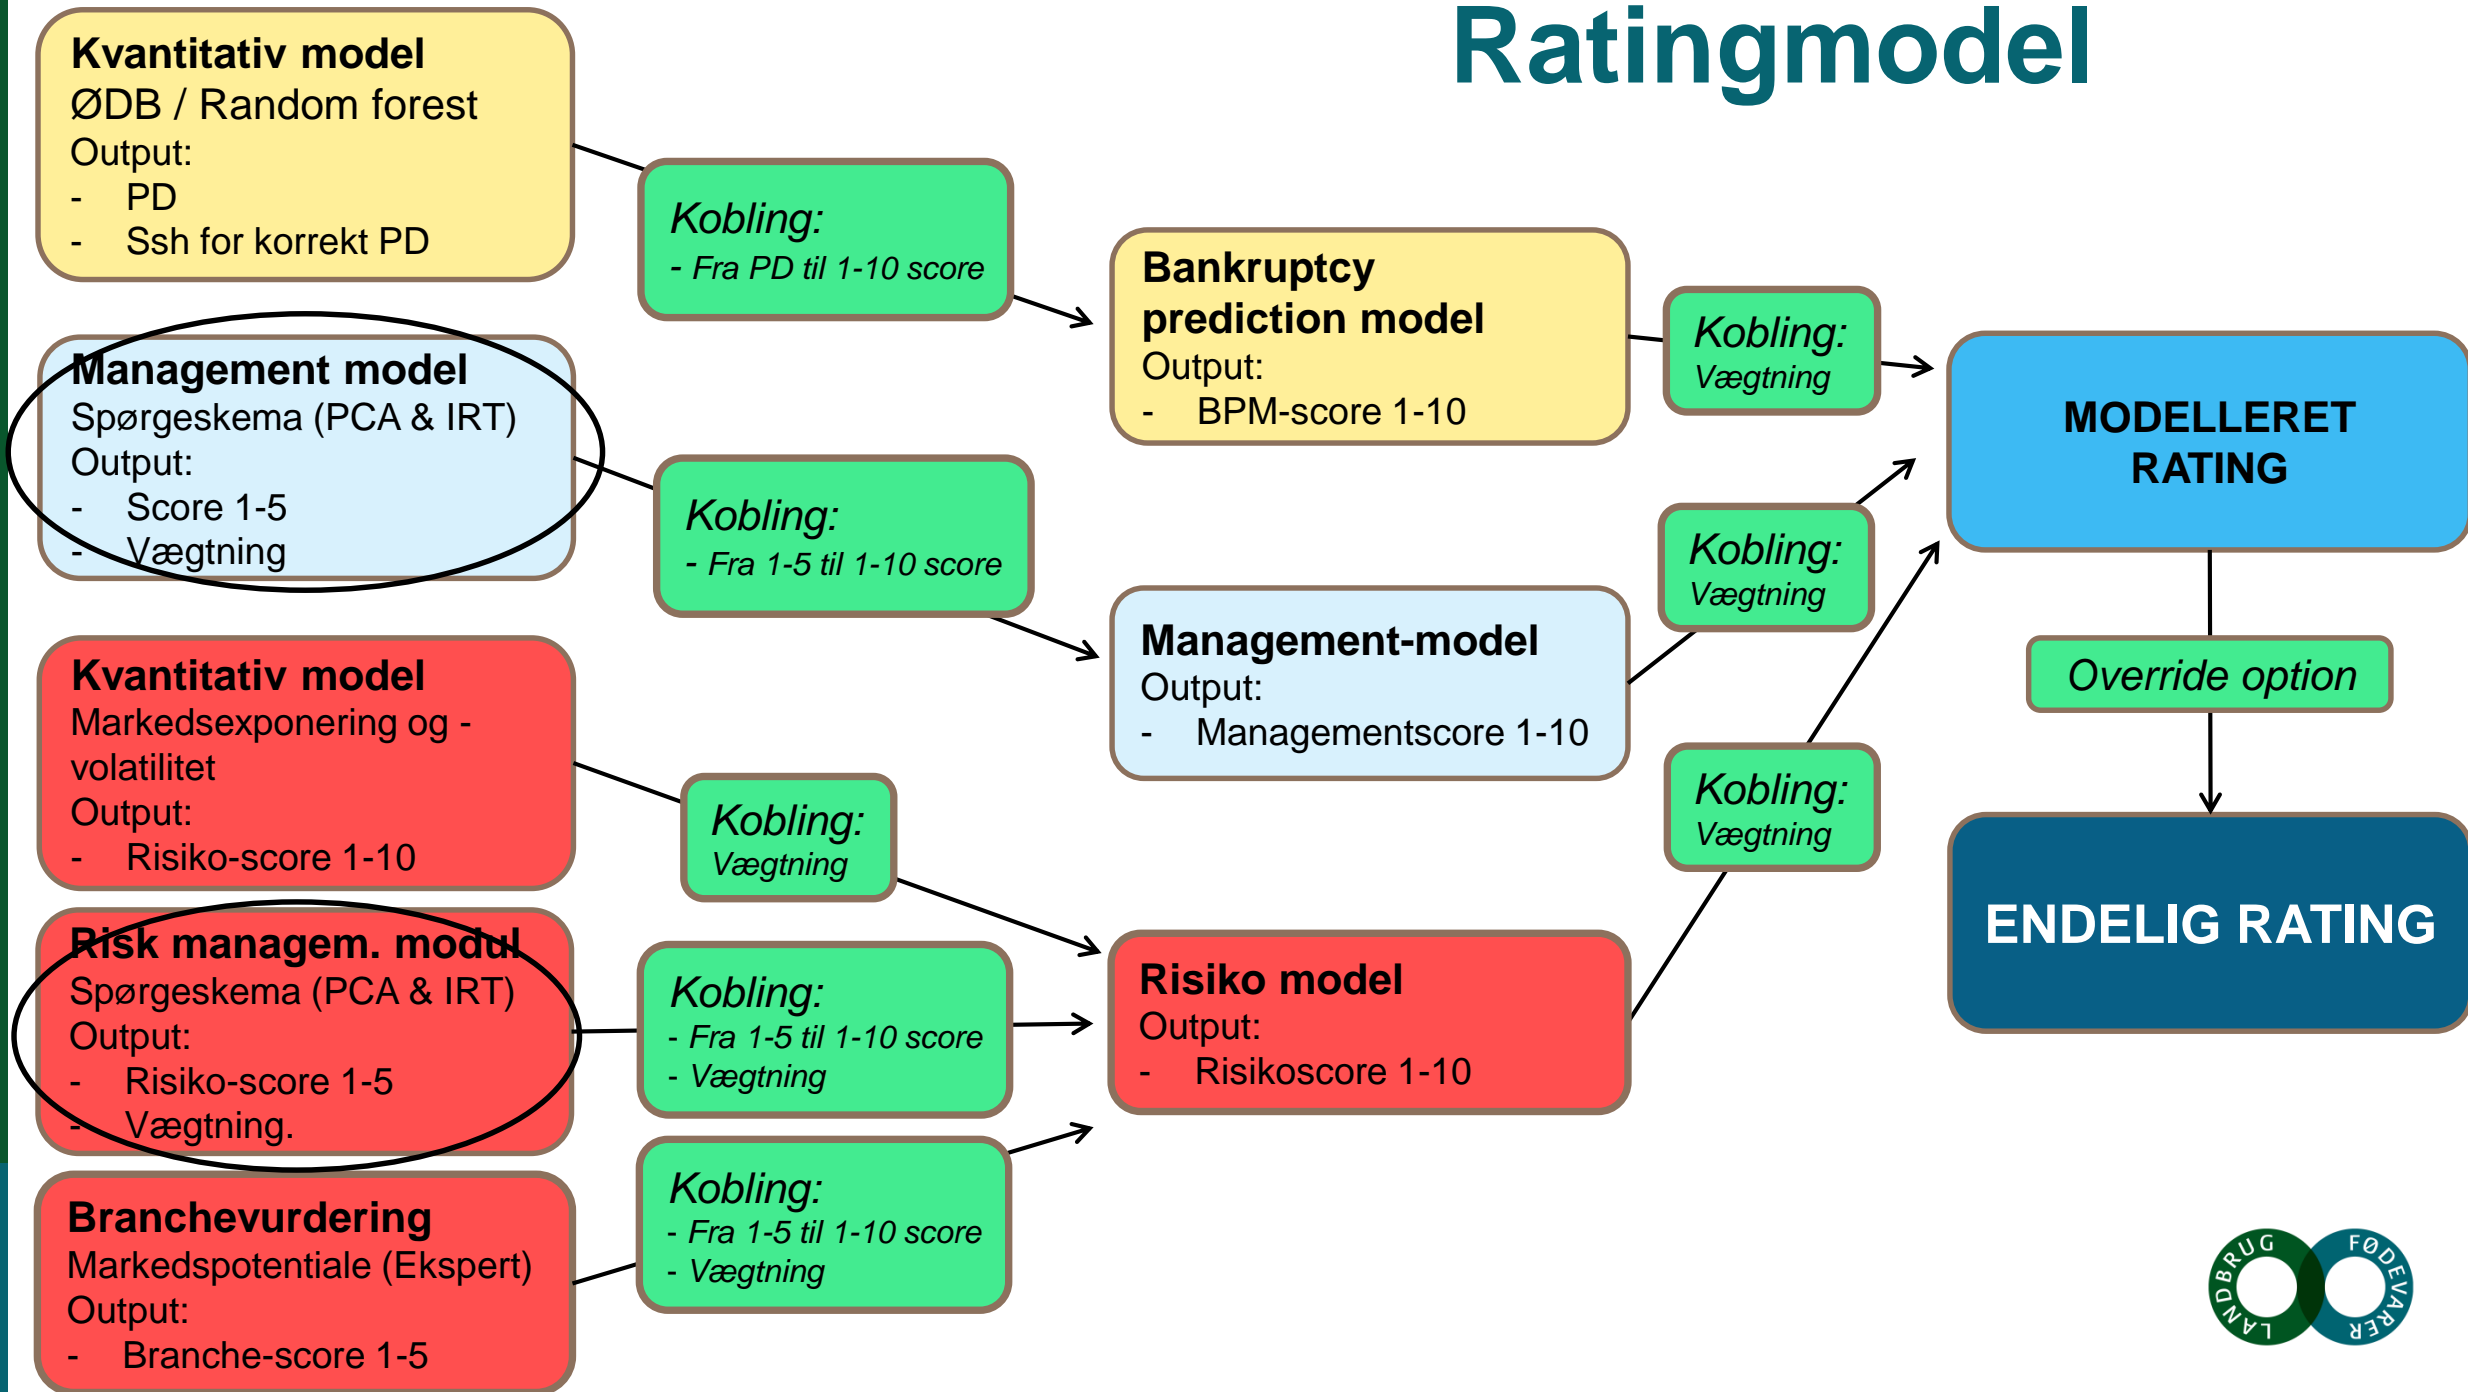 Ratingmodel
Kvantitativ model
ØDB / Random forest
Output:
- PD
- Ssh for korrekt PD
Kobling:
- Fra PD til 1-10 score
Bankruptcy
prediction model
Output:
- BPM-score 1-10
Kobling:
Vægtning
Management model
Spørgeskema (PCA & IRT)
Output:
- Score 1-5
- Vægtning
Kobling:
- Fra 1-5 til 1-10 score
Management-model
Output:
- Managementscore 1-10
Kobling:
Vægtning
Kvantitativ model
Markedsexponering og -
volatilitet
Output:
- Risiko-score 1-10
Kobling:
Vægtning
Risk managem. modul
Spørgeskema (PCA & IRT)
Output:
- Risiko-score 1-5
- Vægtning.
Kobling:
- Fra 1-5 til 1-10 score
- Vægtning
Branchevurdering
Markedspotentiale (Ekspert)
Output:
- Branche-score 1-5
Kobling:
- Fra 1-5 til 1-10 score
- Vægtning
Risiko model
Output:
- Risikoscore 1-10
Kobling:
Vægtning
MODELLERET
RATING
Override option
ENDELIG RATING
LANDBRUG
FØDEVARER